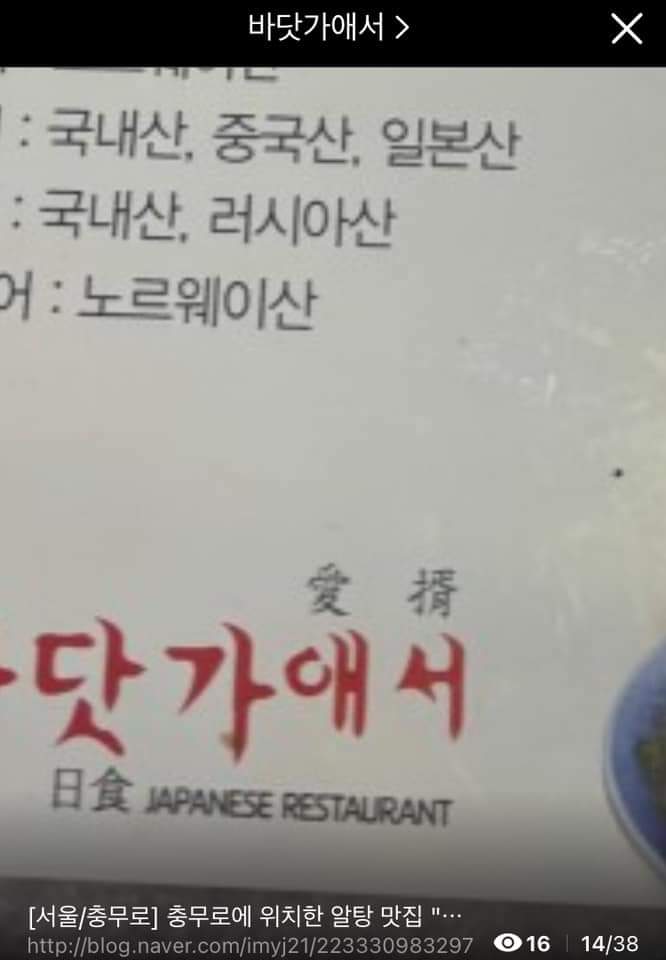 바닷가애서 >
: 국내산, 중국산, 일본산
: 국내산, 러시아산
어 : 노르웨이산
愛 揟
닷가애서
日食 JAPANESE RESTAURANT
[서울/충무로] 충무로에 위치한 알탕 맛집 "…
http://blog.naver.com/imyj21/223330983297 16 14/38